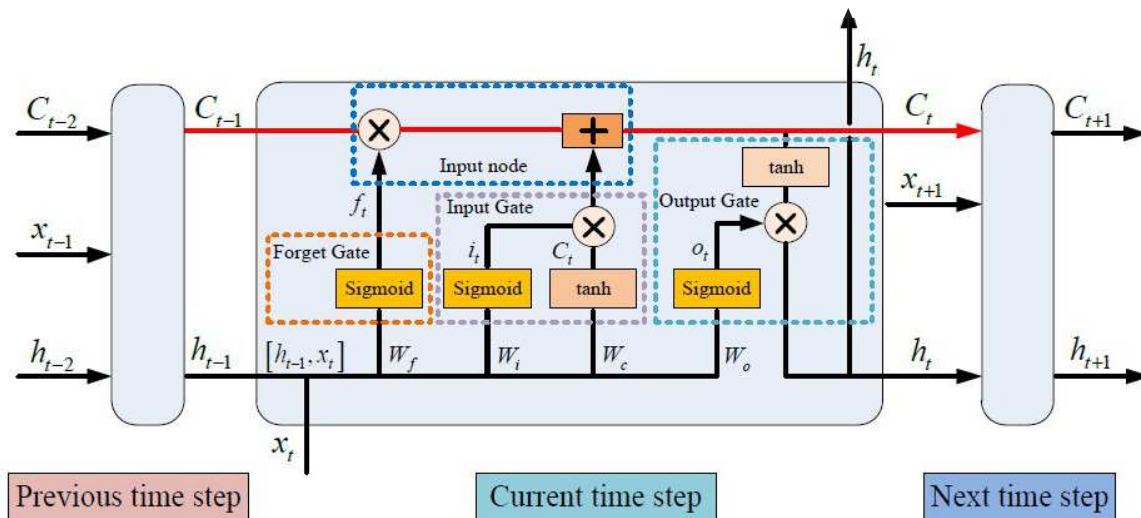 h_t
C_{t-2}
C_{t-1}
C_t
C_{t+1}
×
+
tanh
Input node
x_{t+1}
f_t
Input Gate
Output Gate
×
×
x_{t-1}
Forget Gate
i_t
C_t
o_t
Sigmoid
Sigmoid
tanh
Sigmoid
h_{t-2}
h_{t-1}
[h_{t-1}, x_t]
W_f
W_i
W_c
W_o
h_t
h_{t+1}
x_t
Previous time step
Current time step
Next time step